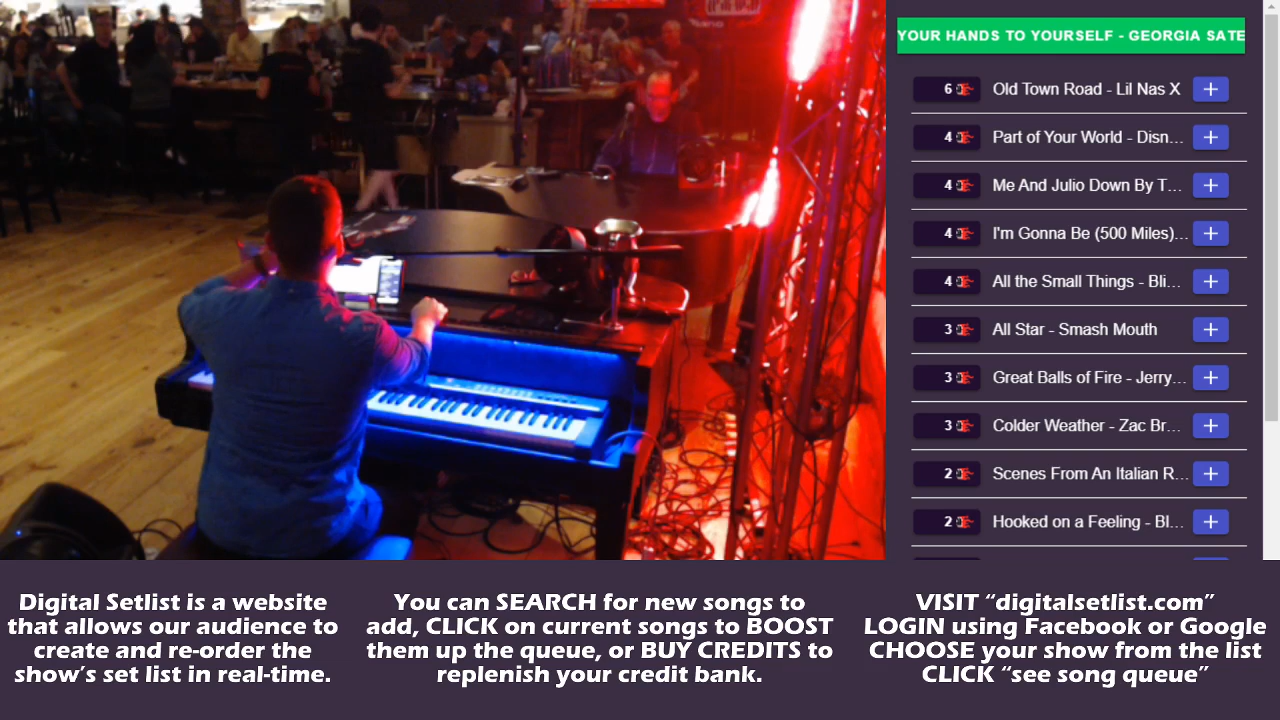 YOUR HANDS TO YOURSELF - GEORGIA SATE
6 Old Town Road - Lil Nas X +
4 Part of Your World - Disn... +
4 Me And Julio Down By T... +
4 I'm Gonna Be (500 Miles)... +
4 All the Small Things - Bli... +
3 All Star - Smash Mouth +
3 Great Balls of Fire - Jerry... +
3 Colder Weather - Zac Br... +
2 Scenes From An Italian R... +
2 Hooked on a Feeling - Bl... +
Digital Setlist is a website
that allows our audience to
create and re-order the
show's set list in real-time.
You can SEARCH for new songs to
add, CLICK on current songs to BOOST
them up the queue, or BUY CREDITS to
replenish your credit bank.
VISIT “digitalsetlist.com”
LOGIN using Facebook or Google
CHOOSE your show from the list
CLICK “see song queue”